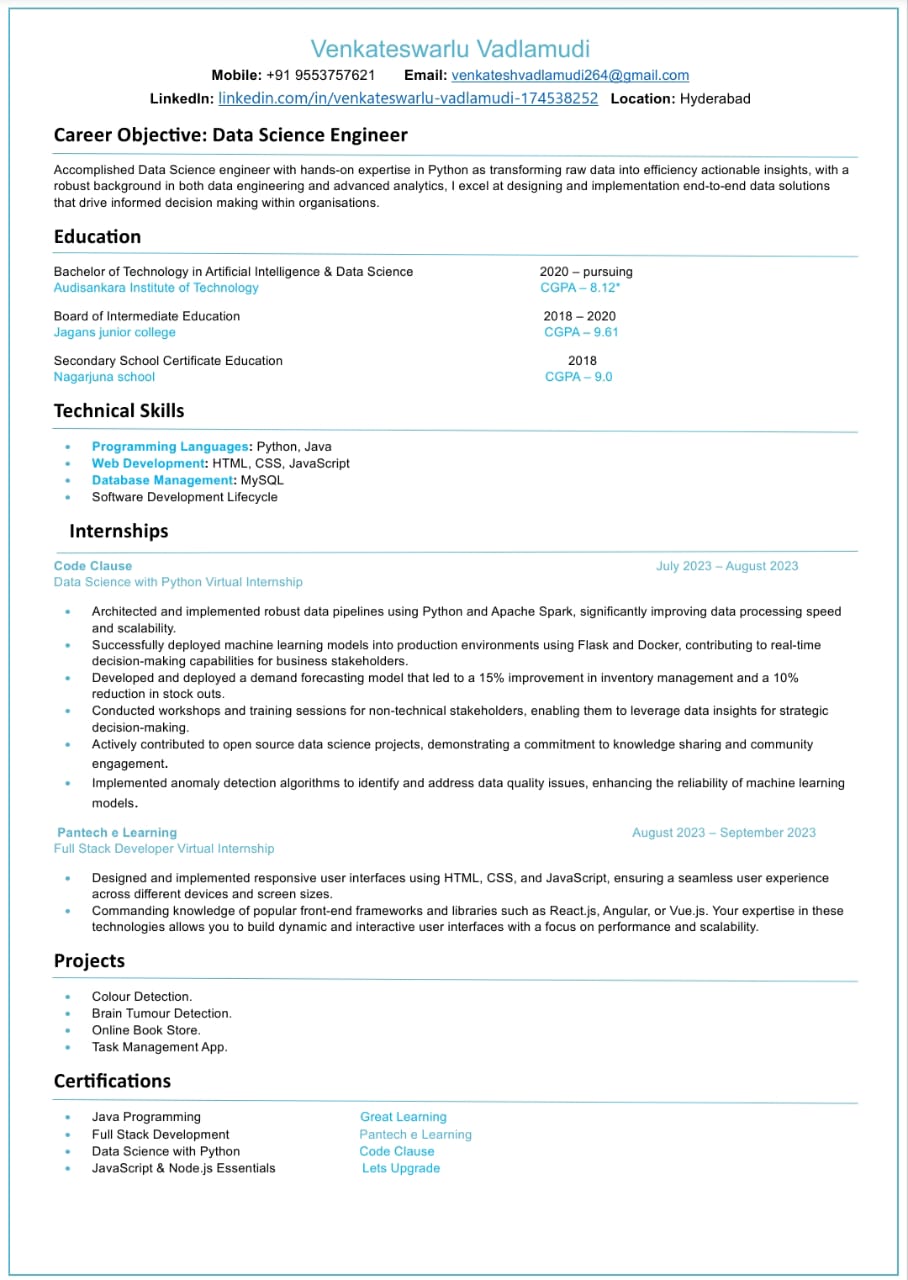 Venkateswarlu Vadlamudi
Mobile: +91 9553757621 Email: venkateshvadlamudi264@gmail.com
LinkedIn: linkedin.com/in/venkateswarlu-vadlamudi-174538252 Location: Hyderabad
Career Objective: Data Science Engineer
Accomplished Data Science engineer with hands-on expertise in Python as transforming raw data into efficiency actionable insights, with a
robust background in both data engineering and advanced analytics, I excel at designing and implementation end-to-end data solutions
that drive informed decision making within organisations.
Education
Bachelor of Technology in Artificial Intelligence & Data Science 2020 – pursuing
Audisankara Institute of Technology CGPA – 8.12*
Board of Intermediate Education 2018 – 2020
Jagans junior college CGPA – 9.61
Secondary School Certificate Education 2018
Nagarjuna school CGPA – 9.0
Technical Skills
• Programming Languages: Python, Java
• Web Development: HTML, CSS, JavaScript
• Database Management: MySQL
• Software Development Lifecycle
Internships
Code Clause July 2023 – August 2023
Data Science with Python Virtual Internship
• Architected and implemented robust data pipelines using Python and Apache Spark, significantly improving data processing speed
and scalability.
• Successfully deployed machine learning models into production environments using Flask and Docker, contributing to real-time
decision-making capabilities for business stakeholders.
• Developed and deployed a demand forecasting model that led to a 15% improvement in inventory management and a 10%
reduction in stock outs.
• Conducted workshops and training sessions for non-technical stakeholders, enabling them to leverage data insights for strategic
decision-making.
• Actively contributed to open source data science projects, demonstrating a commitment to knowledge sharing and community
engagement.
• Implemented anomaly detection algorithms to identify and address data quality issues, enhancing the reliability of machine learning
models.
Pantech e Learning August 2023 – September 2023
Full Stack Developer Virtual Internship
• Designed and implemented responsive user interfaces using HTML, CSS, and JavaScript, ensuring a seamless user experience
across different devices and screen sizes.
• Commanding knowledge of popular front-end frameworks and libraries such as React.js, Angular, or Vue.js. Your expertise in these
technologies allows you to build dynamic and interactive user interfaces with a focus on performance and scalability.
Projects
• Colour Detection.
• Brain Tumour Detection.
• Online Book Store.
• Task Management App.
Certifications
• Java Programming Great Learning
• Full Stack Development Pantech e Learning
• Data Science with Python Code Clause
• JavaScript & Node.js Essentials Lets Upgrade